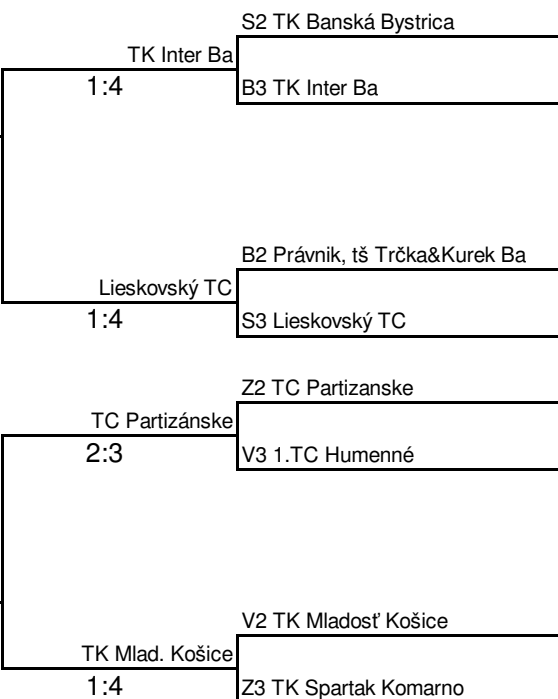 S2 TK Banská Bystrica
TK Inter Ba
1:4
B3 TK Inter Ba
B2 Právnik, tš Trčka&Kurek Ba
Lieskovský TC
1:4
S3 Lieskovský TC
Z2 TC Partizanske
TC Partizánske
2:3
V3 1.TC Humenné
V2 TK Mladosť Košice
TK Mlad. Košice
1:4
Z3 TK Spartak Komarno